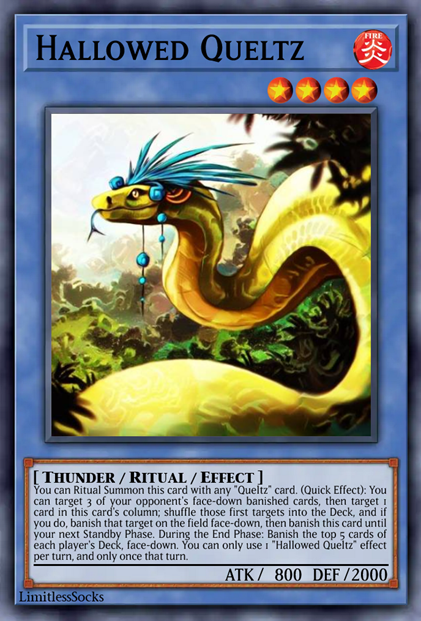 Hallowed Queltz
FIRE
炎
[ Thunder / Ritual / Effect ]
You can Ritual Summon this card with any "Queltz" card. (Quick Effect): You
can target 3 of your opponent's face-down banished cards, then target 1
card in this card's column; shuffle those first targets into the Deck, and if
you do, banish that target on the field face-down, then banish this card until
your next Standby Phase. During the End Phase: Banish the top 5 cards of
each player's Deck, face-down. You can only use 1 "Hallowed Queltz" effect
per turn, and only once that turn.
ATK / 800 DEF / 2000
LimitlessSocks